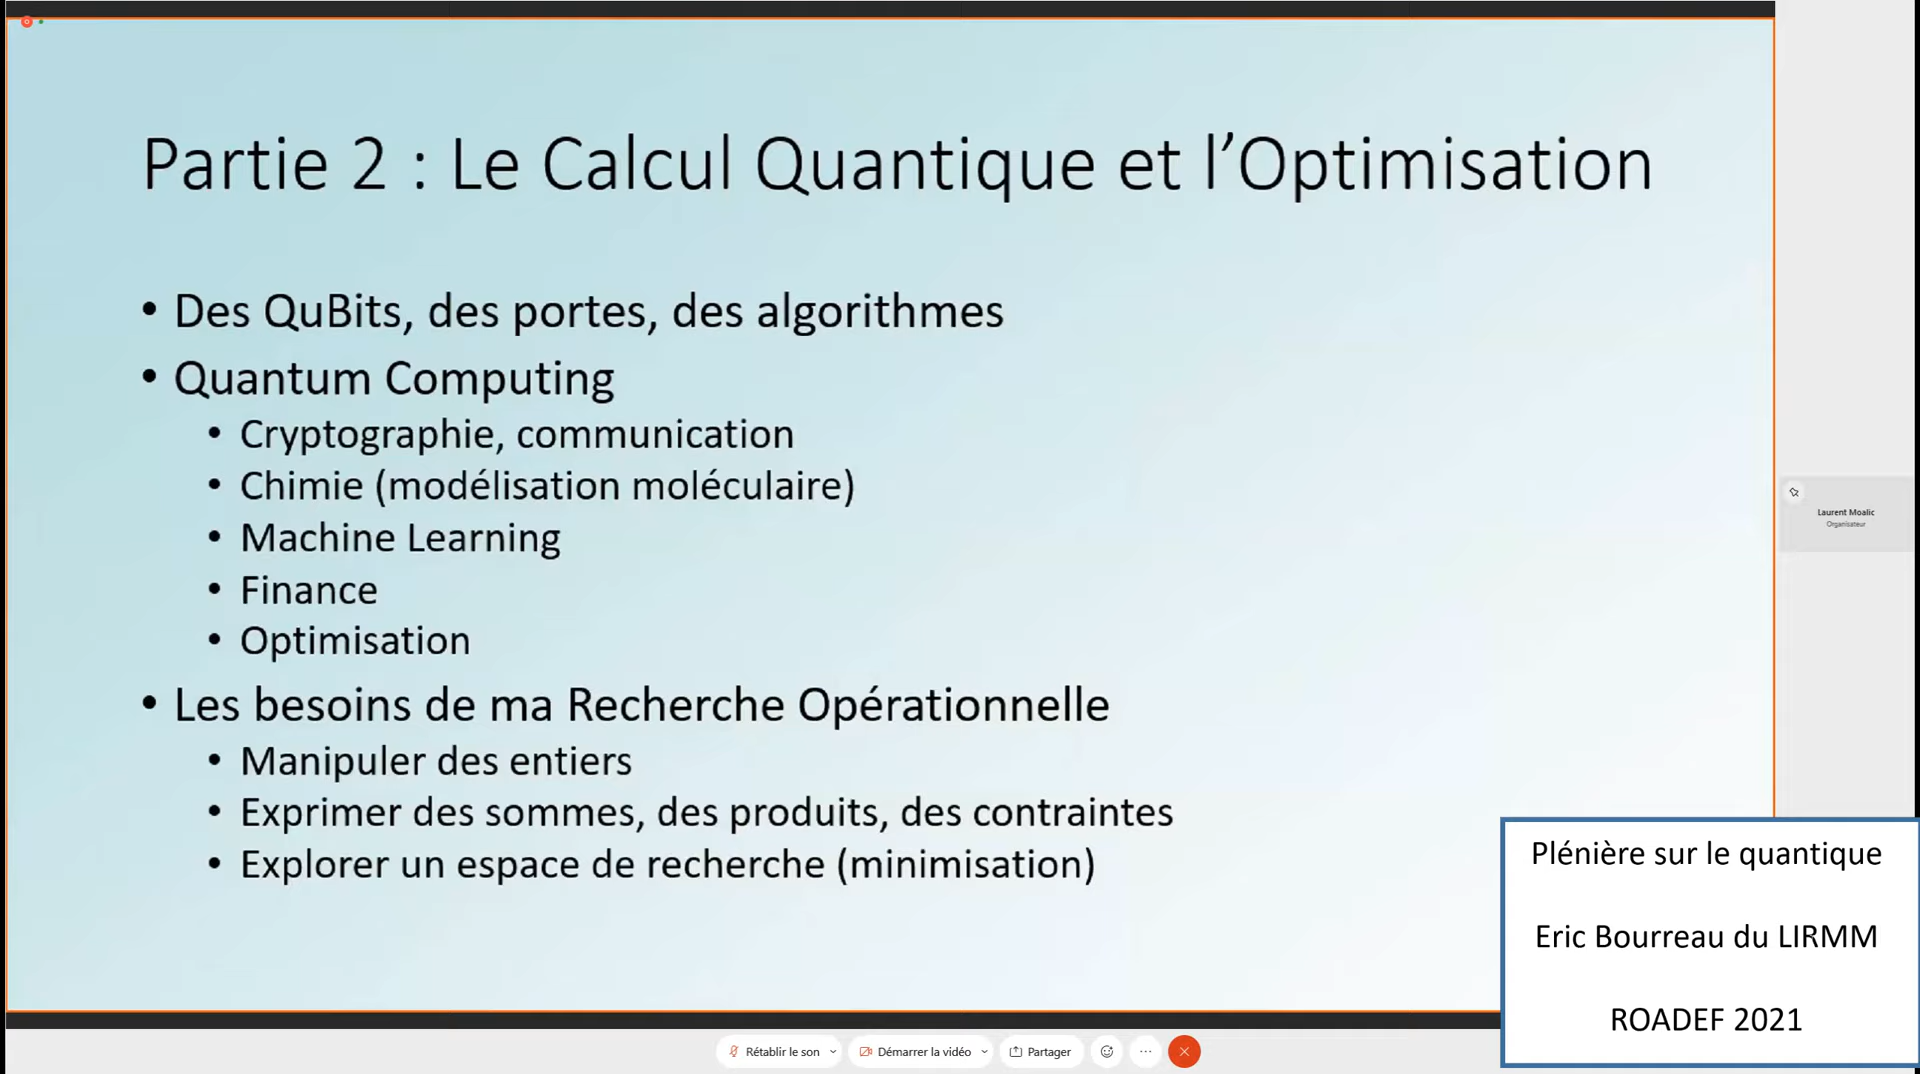 Partie 2 : Le Calcul Quantique et l’Optimisation
• Des QuBits, des portes, des algorithmes
• Quantum Computing
• Cryptographie, communication
• Chimie (modélisation moléculaire)
• Machine Learning
• Finance
• Optimisation
• Les besoins de ma Recherche Opérationnelle
• Manipuler des entiers
• Exprimer des sommes, des produits, des contraintes
• Explorer un espace de recherche (minimisation)
Laurent Moalic
Organisateur
Plénière sur le quantique
Eric Bourreau du LIRMM
ROADEF 2021
Rétablir le son
Démarrer la vidéo
Partager